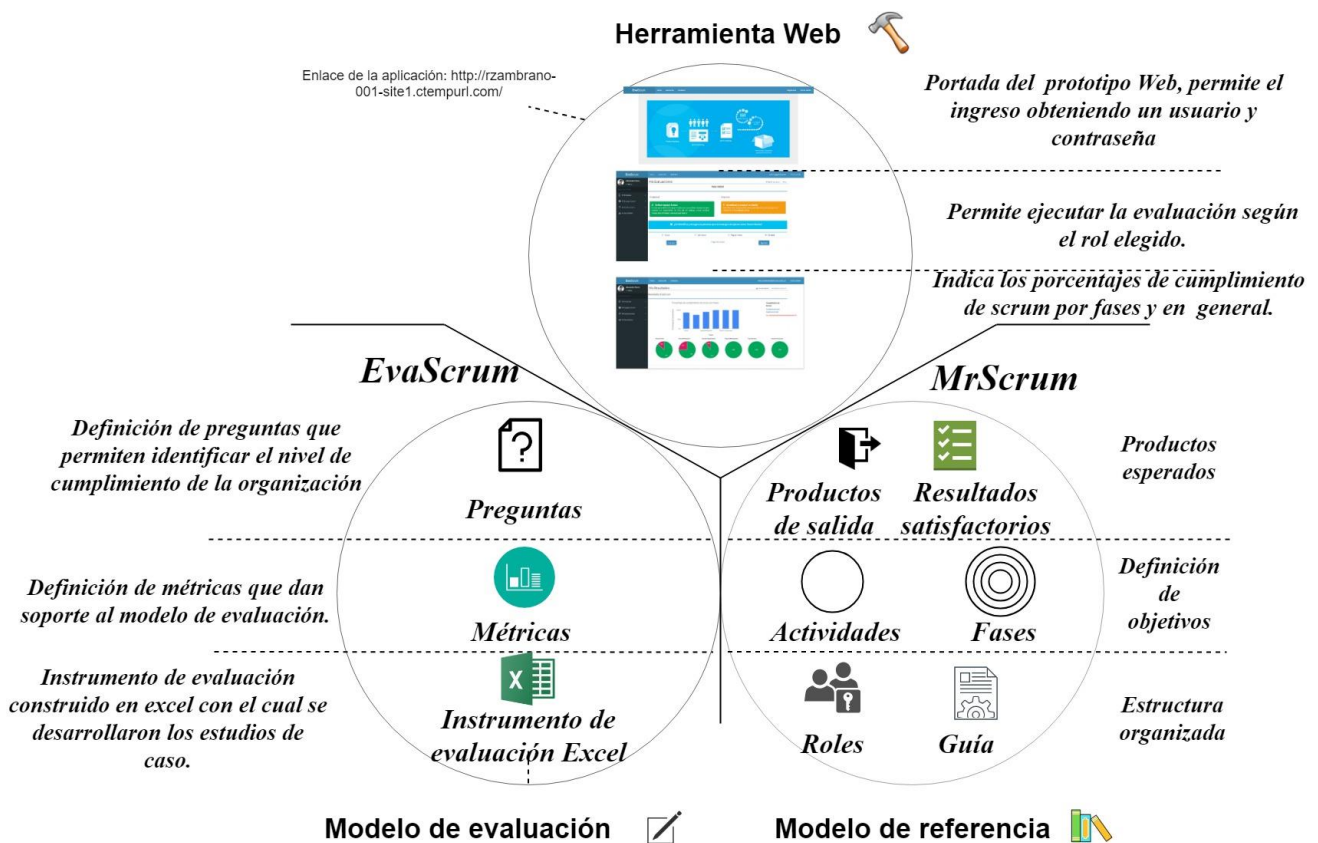 Herramienta Web
Enlace de la aplicación: http://rzambrano-
001-site1.ctempurl.com/
Portada del prototipo Web, permite el
ingreso obteniendo un usuario y
contraseña
Permite ejecutar la evaluación según
el rol elegido.
Indica los porcentajes de cumplimiento
de scrum por fases y en general.
EvaScrum
MrScrum
Definición de preguntas que
permiten identificar el nivel de
cumplimiento de la organización
Preguntas
Productos
de salida
Resultados
satisfactorios
Productos
esperados
Definición de métricas que dan
soporte al modelo de evaluación.
Métricas
Actividades
Fases
Definición
de
objetivos
Instrumento de evaluación
construido en excel con el cual se
desarrollaron los estudios de
caso.
X
Instrumento de
evaluación Excel
Roles
Guía
Estructura
organizada
Modelo de evaluación
Modelo de referencia